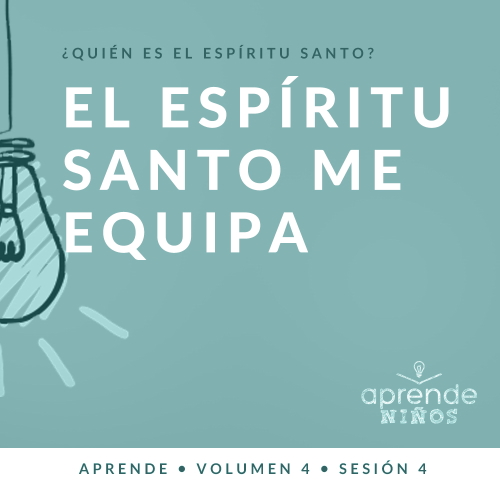 ¿QUIÉN ES EL ESPÍRITU SANTO?
EL ESPÍRITU
SANTO ME
EQUIPA
aprende
NIÑOS
APRENDE • VOLUMEN 4 • SESIÓN 4